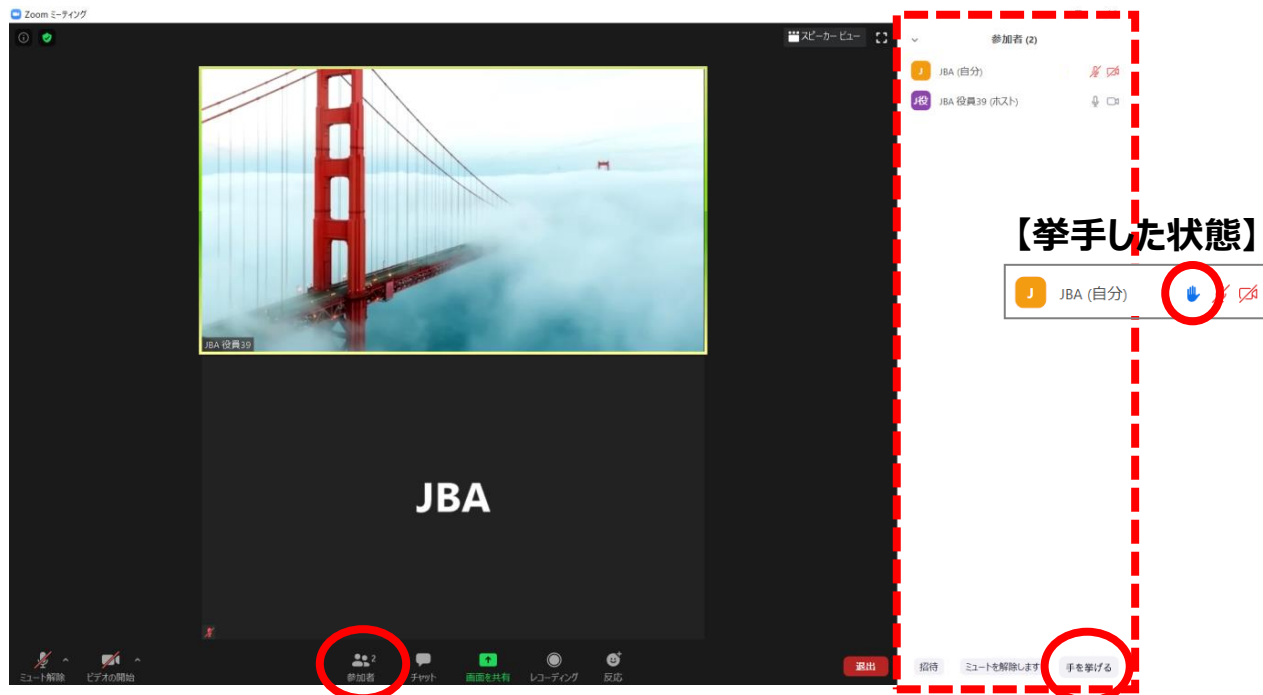 Zoom ミーティング
スピーカー ビュー
参加者 (2)
J JBA (自分)
J役 JBA 役員39 (ホスト)
【挙手した状態】
J JBA (自分)
JBA 役員39
JBA
ミュート解除
ビデオの開始
2
参加者
チャット
画面を共有
レコーディング
反応
退出
招待
ミュートを解除します
手を挙げる